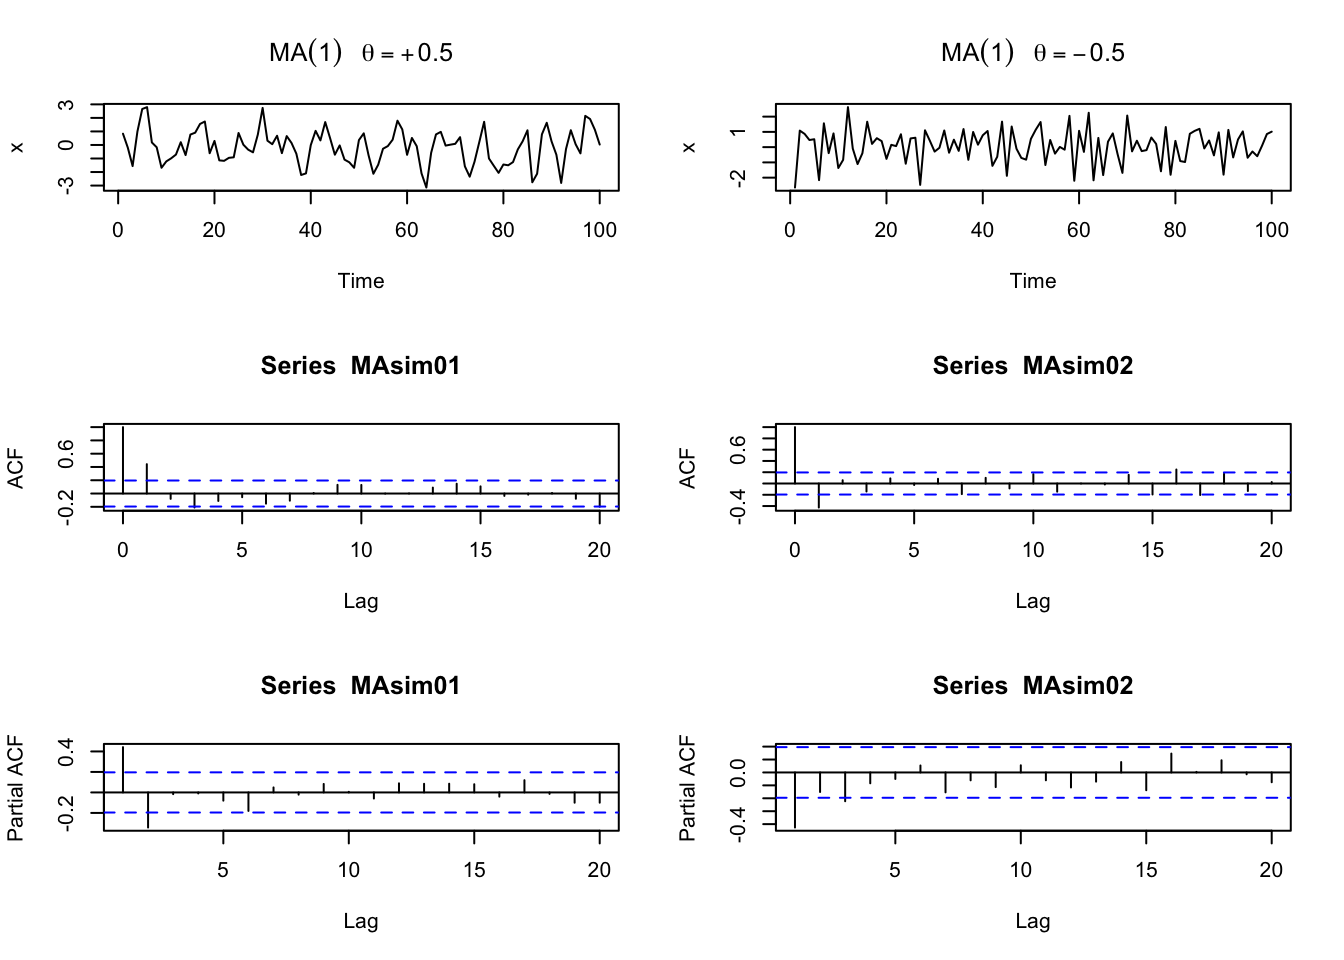 MA(1) θ = +0.5
3
0
-3
x
0 20 40 60 80 100
Time
MA(1) θ = −0.5
1
-2
x
0 20 40 60 80 100
Time
Series MAsim01
0.6
-0.2
ACF
0 5 10 15 20
Lag
Series MAsim02
0.6
-0.4
ACF
0 5 10 15 20
Lag
Series MAsim01
0.4
-0.2
Partial ACF
5 10 15 20
Lag
Series MAsim02
0.0
-0.4
Partial ACF
5 10 15 20
Lag